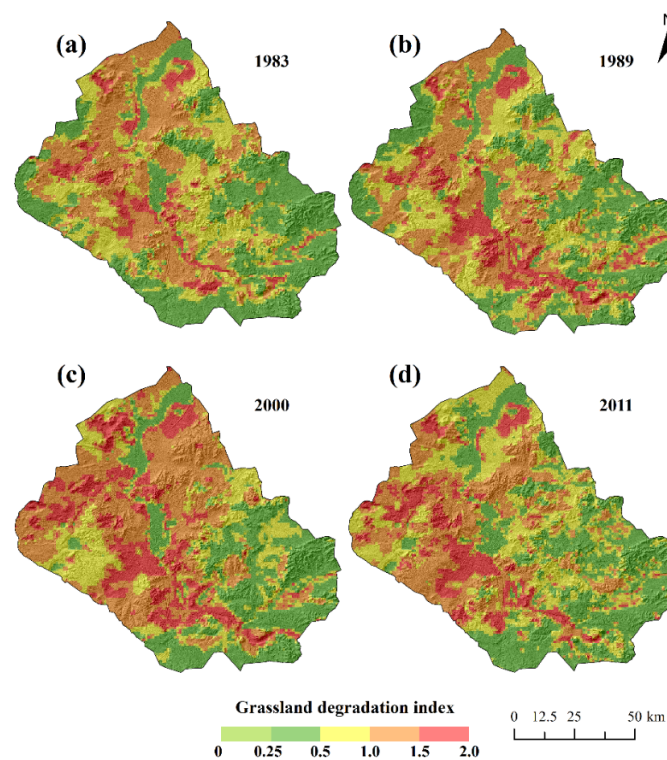 N
(a)
1983
(b)
1989
(c)
2000
(d)
2011
Grassland degradation index
0 0.25 0.5 1.0 1.5 2.0
0 12.5 25 50 km